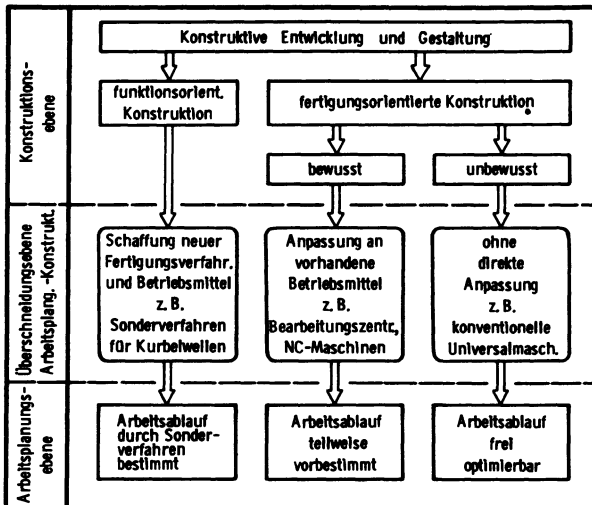 Konstruktions-
ebene
Konstruktive Entwicklung und Gestaltung
funktionsorient.
Konstruktion
fertigungsorientierte Konstruktion
bewusst
unbewusst
Überschneidungsebene
Arbeitsplang.-Konstrukt.
Schaffung neuer
Fertigungsverfahr.
und Betriebsmittel
z. B.
Sonderverfahren
für Kurbelwellen
Anpassung an
vorhandene
Betriebsmittel
z. B.
Bearbeitungszentr.,
NC-Maschinen
ohne
direkte
Anpassung
z. B.
konventionelle
Universalmasch.
Arbeitsplanungs-
ebene
Arbeitsablauf
durch Sonder-
verfahren
bestimmt
Arbeitsablauf
teilweise
vorbestimmt
Arbeitsablauf
frei
optimierbar